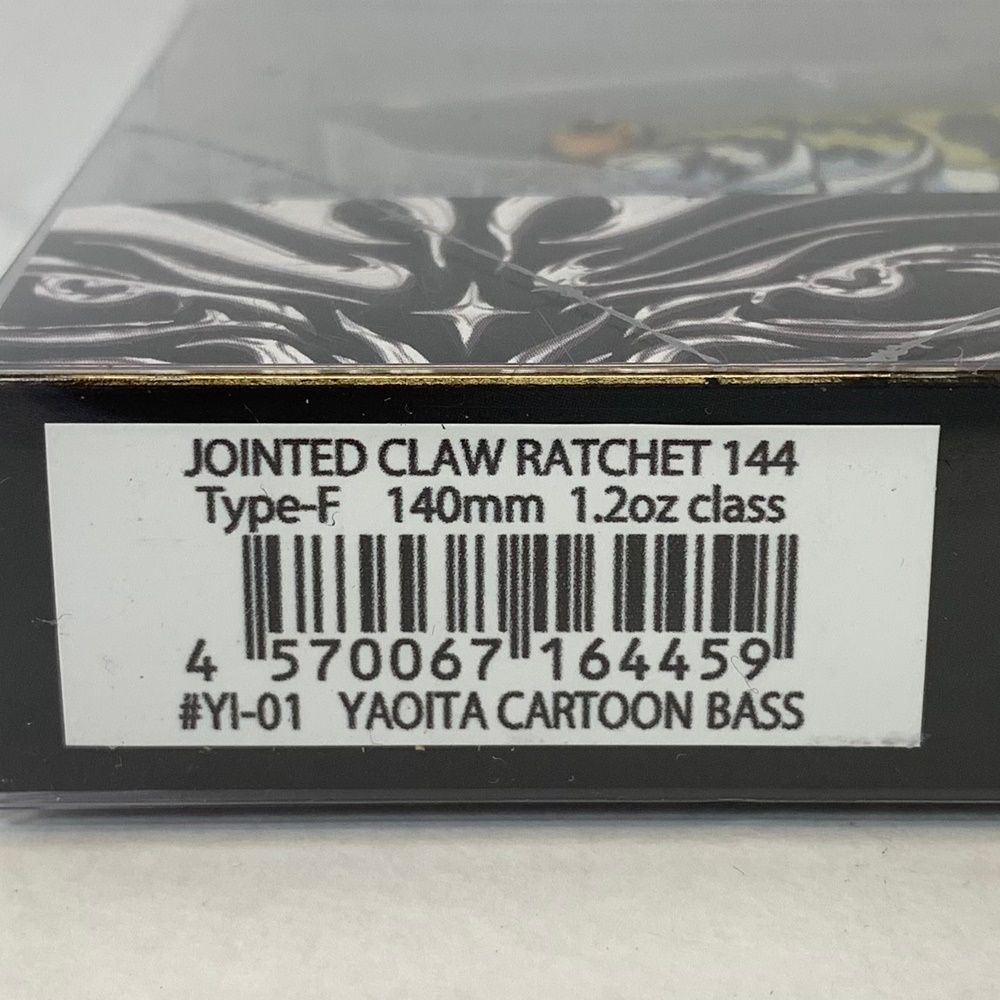 JOINTED CLAW RATCHET 144
Type-F 140mm 1.2oz class
4 570067 164459
#YI-01 YAOITA CARTOON BASS